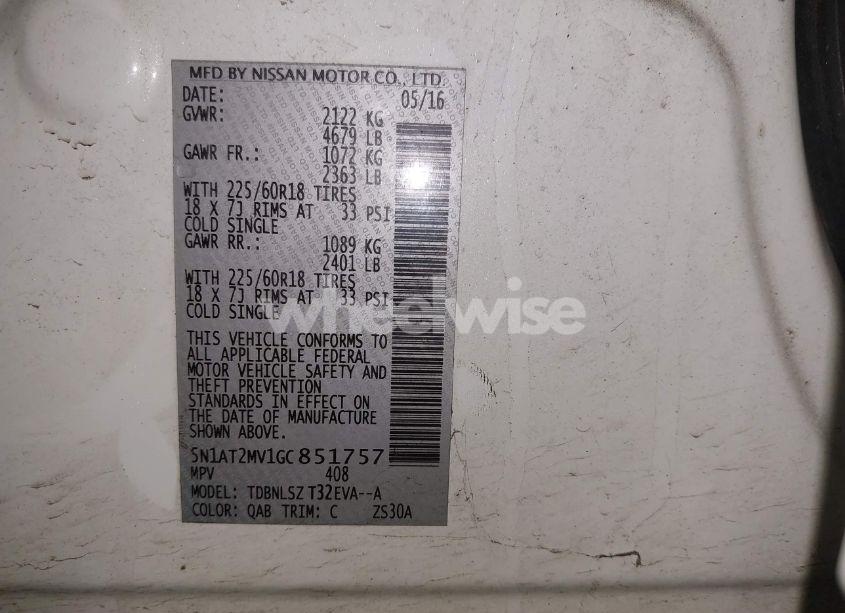 MFD BY NISSAN MOTOR CO., LTD.
DATE: 05/16
GVWR: 2122 KG
4679 LB
GAWR FR.: 1072 KG
2363 LB
WITH 225/60R18 TIRES
18 X 7J RIMS AT 33 PSI
COLD SINGLE
GAWR RR.: 1089 KG
2401 LB
WITH 225/60R18 TIRES
18 X 7J RIMS AT 33 PSI
COLD SINGLE
wheelwise
THIS VEHICLE CONFORMS TO
ALL APPLICABLE FEDERAL
MOTOR VEHICLE SAFETY AND
THEFT PREVENTION
STANDARDS IN EFFECT ON
THE DATE OF MANUFACTURE
SHOWN ABOVE.
5N1AT2MV1GC851757
MPV 408
MODEL: TDBNLSZ T32EVA--A
COLOR: QAB TRIM: C ZS30A